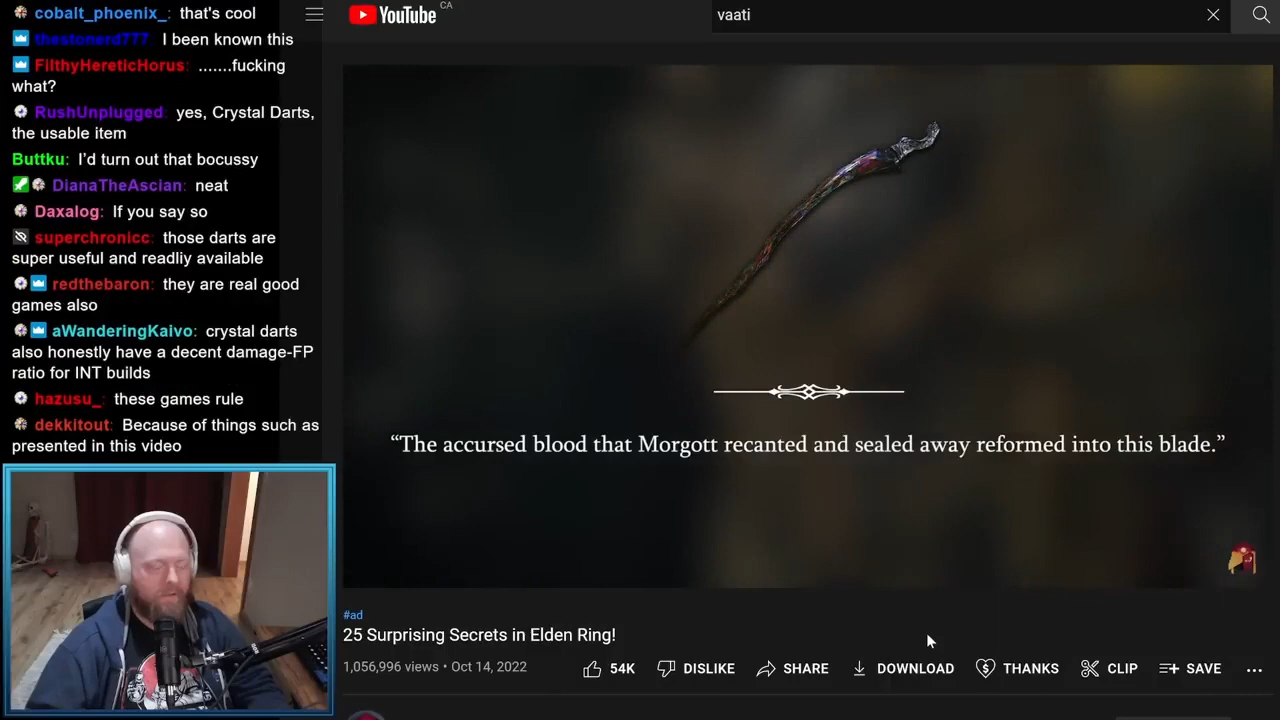 cobalt_phoenix_: that's cool
thestonerd777: I been known this
FilthyHereticHorus: .......fucking
what?
RushUnplugged: yes, Crystal Darts,
the usable item
Buttku: I'd turn out that bocussy
DianaTheAscian: neat
Daxalog: If you say so
superchronicc: those darts are
super useful and readliy available
redthebaron: they are real good
games also
aWanderingKaivo: crystal darts
also honestly have a decent damage-FP
ratio for INT builds
hazusu_: these games rule
dekkitout: Because of things such as
presented in this video
YouTube CA
vaati
“The accursed blood that Morgott recanted and sealed away reformed into this blade.”
#ad
25 Surprising Secrets in Elden Ring!
1,056,996 views • Oct 14, 2022
54K DISLIKE SHARE DOWNLOAD THANKS CLIP SAVE